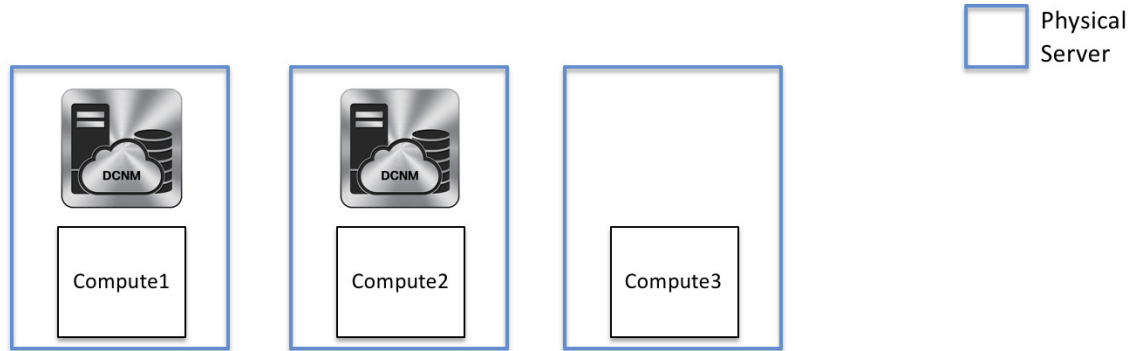 Physical
Server
DCNM
DCNM
Compute1
Compute2
Compute3